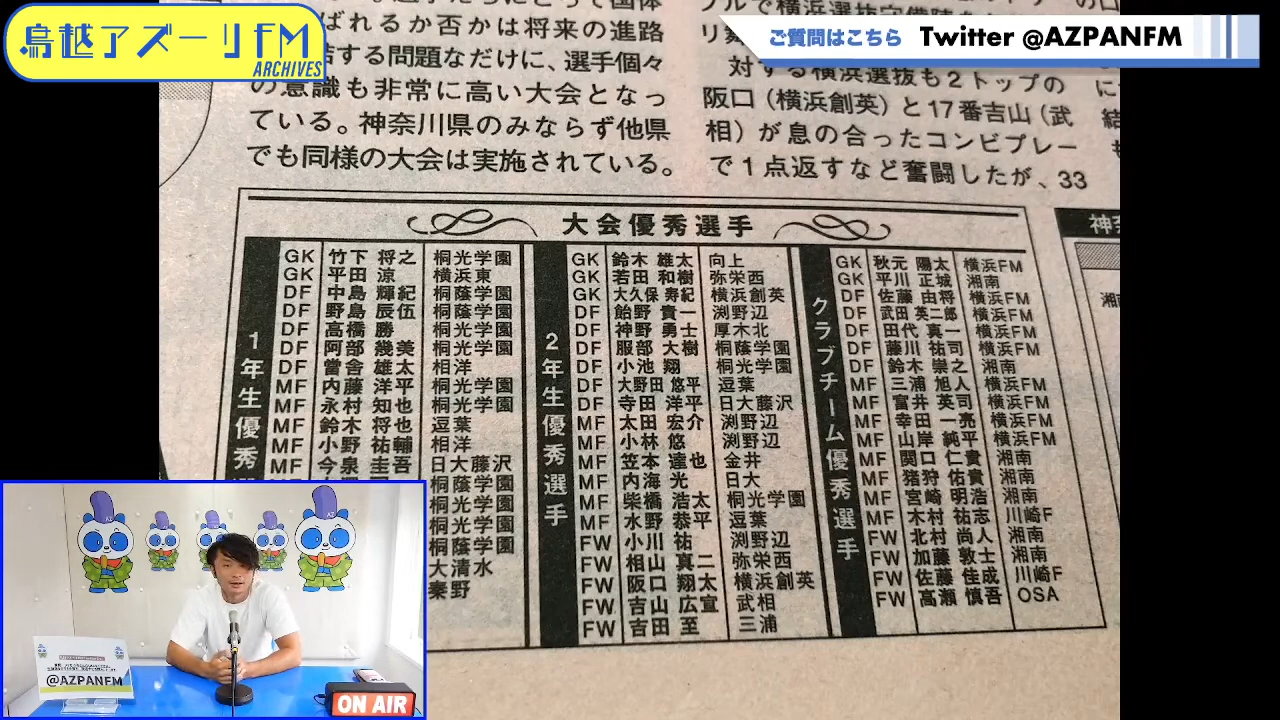 鳥越アズーリFM
ARCHIVES
ご質問はこちら Twitter @AZPANFM
ばれるか否かは将来の進路
する問題なだけに、選手個々
の意識も非常に高い大会となっ
ている。神奈川県のみならず他県
でも同様の大会は実施されている。
対する横浜選抜も2トップの
阪口（横浜創英）と17番吉山（武
相）が息の合ったコンビプレー
で1点返すなど奮闘したが、33
大会優秀選手
1年生優秀
GK 竹下 将之 桐光学園
GK 平田 涼 横浜東
DF 中島 輝紀 桐蔭学園
DF 野島 辰伍 桐蔭学園
DF 高橋 勝 桐光学園
DF 阿部 幾美 桐光学園
DF 當舎 雄太 相洋
MF 内藤 洋平 桐光学園
MF 永村 知也 桐光学園
MF 鈴木 将也 逗葉
MF 小野 祐輔 相洋
MF 今泉 圭吾 日大藤沢
桐蔭学園
桐光学園
桐光学園
桐蔭学園
大清水
秦野
2年生優秀選手
GK 鈴木 雄太 向上
GK 若田 和樹 弥栄西
GK 大久保 寿紀 横浜創英
DF 飴野 貴一 渕野辺
DF 神野 勇士 厚木北
DF 服部 大樹 桐蔭学園
DF 小池 翔 桐光学園
DF 大野田 悠平 逗葉
DF 寺田 洋平 日大藤沢
MF 太田 宏介 渕野辺
MF 小林 悠 渕野辺
MF 笠本 達也 金井
MF 内海 光 日大
MF 柴橋 浩太 桐光学園
MF 水野 恭平 逗葉
FW 小川 祐 渕野辺
FW 相山 真二 弥栄西
FW 阪口 翔太 横浜創英
FW 吉山 広宣 武相
FW 吉田 至 三浦
クラブチーム優秀選手
GK 秋元 陽太 横浜FM
GK 平川 正城 湘南
DF 佐藤 由将 横浜FM
DF 武田 英二郎 横浜FM
DF 田代 真一 横浜FM
DF 藤川 祐司 横浜FM
DF 鈴木 崇之 湘南
MF 三浦 旭人 横浜FM
MF 富井 英司 横浜FM
MF 幸田 一亮 横浜FM
MF 山岸 純平 横浜FM
MF 関口 仁貴 湘南
MF 猪狩 佑貴 湘南
MF 宮崎 明浩 湘南
MF 木村 祐志 川崎F
FW 北村 尚人 湘南
FW 加藤 敦士 湘南
FW 佐藤 佳成 川崎F
FW 高瀬 慎吾 OSA
@AZPANFM
ON AIR